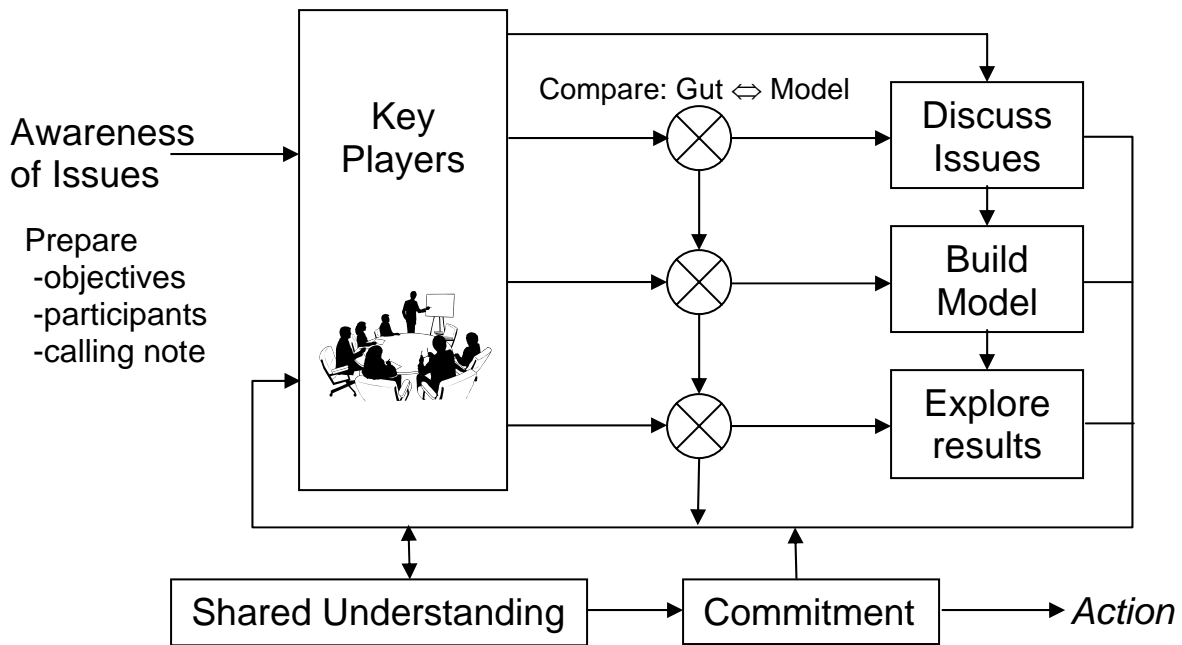 Compare: Gut ⇔ Model
Awareness
of Issues
Prepare
-objectives
-participants
-calling note
Key
Players
Discuss
Issues
Build
Model
Explore
results
Shared Understanding
Commitment
Action